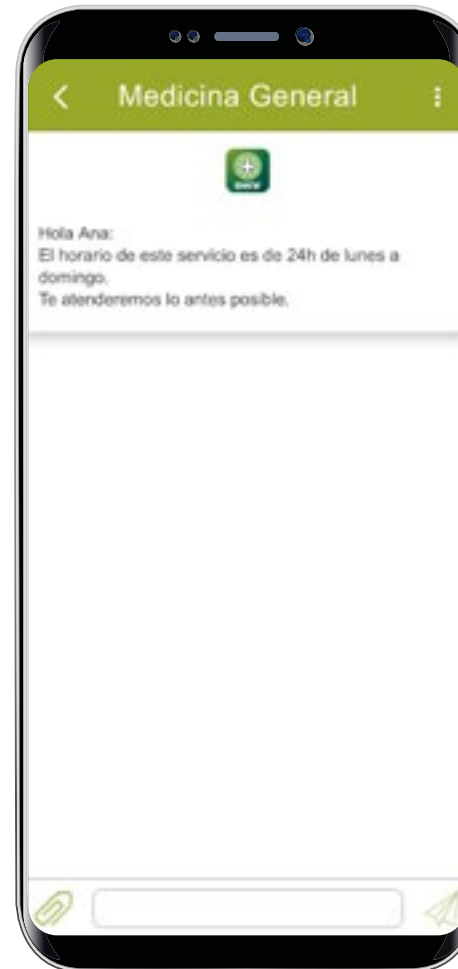 Medicina General
Hola Ana:
El horario de este servicio es de 24h de lunes a
domingo.
Te atenderemos lo antes posible.